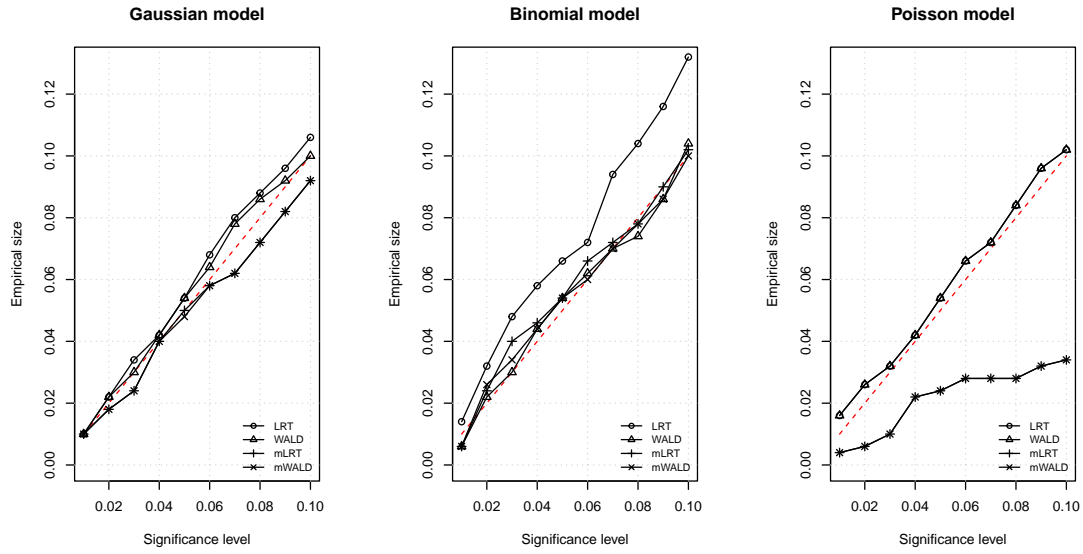 Gaussian model
Empirical size
0.00
0.02
0.04
0.06
0.08
0.10
0.12
LRT
WALD
mLRT
mWALD
0.02
0.04
0.06
0.08
0.10
Significance level
Binomial model
Empirical size
0.00
0.02
0.04
0.06
0.08
0.10
0.12
LRT
WALD
mLRT
mWALD
0.02
0.04
0.06
0.08
0.10
Significance level
Poisson model
Empirical size
0.00
0.02
0.04
0.06
0.08
0.10
0.12
LRT
WALD
mLRT
mWALD
0.02
0.04
0.06
0.08
0.10
Significance level